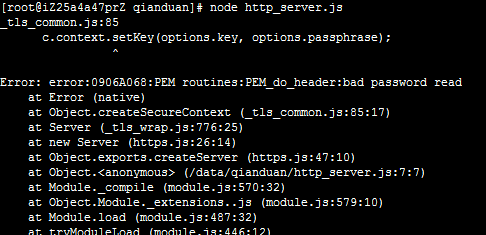 [root@iZ25a4a47prZ qianduan]# node http_server.js
_tls_common.js:85
c.context.setKey(options.key, options.passphrase);
^
Error: error:0906A068:PEM routines:PEM_do_header:bad password read
at Error (native)
at Object.createSecureContext (_tls_common.js:85:17)
at Server (_tls_wrap.js:776:25)
at new Server (https.js:26:14)
at Object.exports.createServer (https.js:47:10)
at Object.<anonymous> (/data/qianduan/http_server.js:7:7)
at Module._compile (module.js:570:32)
at Object.Module._extensions..js (module.js:579:10)
at Module.load (module.js:487:32)
at tryModuleLoad (module.js:446:12)